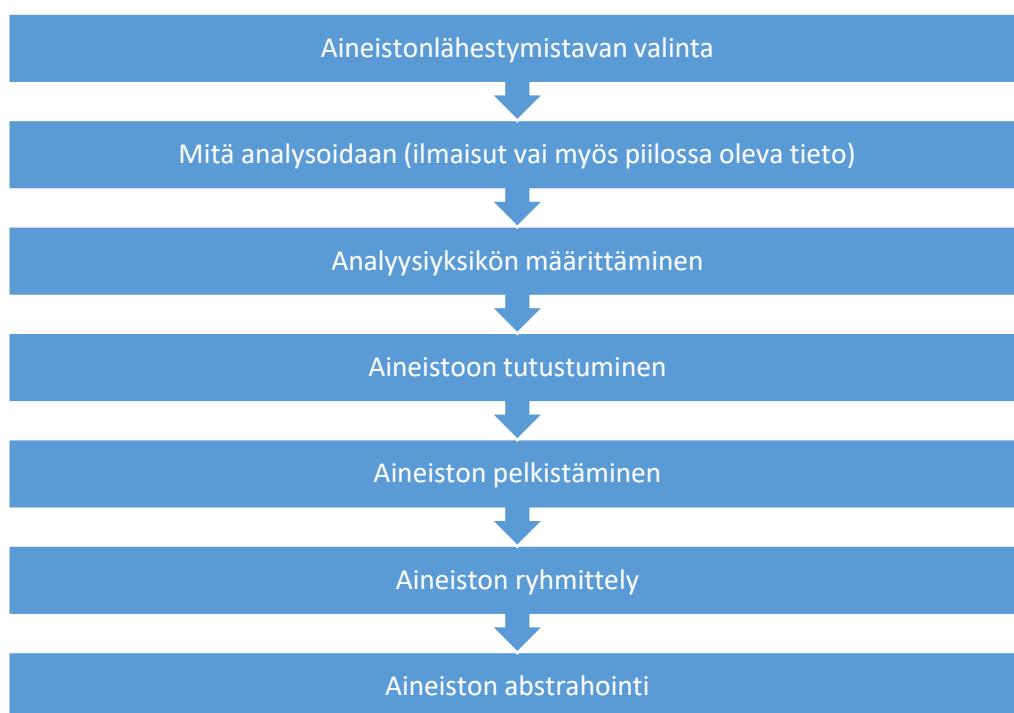 Aineistonlähestymistavan valinta
Mitä analysoidaan (ilmaisut vai myös piilossa oleva tieto)
Analyysiyksikön määrittäminen
Aineistoon tutustuminen
Aineiston pelkistäminen
Aineiston ryhmittely
Aineiston abstrahointi